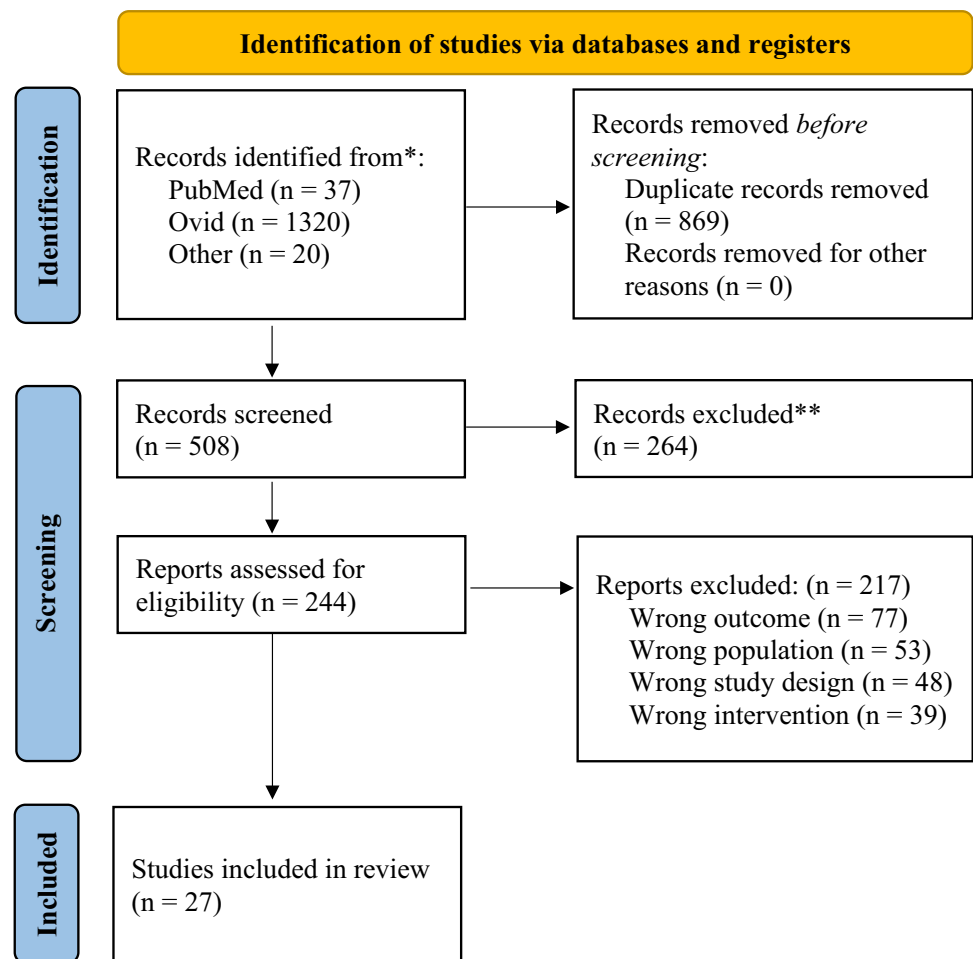 Identification of studies via databases and registers
Identification
Records identified from*:
PubMed (n = 37)
Ovid (n = 1320)
Other (n = 20)
Records removed before
screening:
Duplicate records removed
(n = 869)
Records removed for other
reasons (n = 0)
Screening
Records screened
(n = 508)
Records excluded**
(n = 264)
Reports assessed for
eligibility (n = 244)
Reports excluded: (n = 217)
Wrong outcome (n = 77)
Wrong population (n = 53)
Wrong study design (n = 48)
Wrong intervention (n = 39)
Included
Studies included in review
(n = 27)